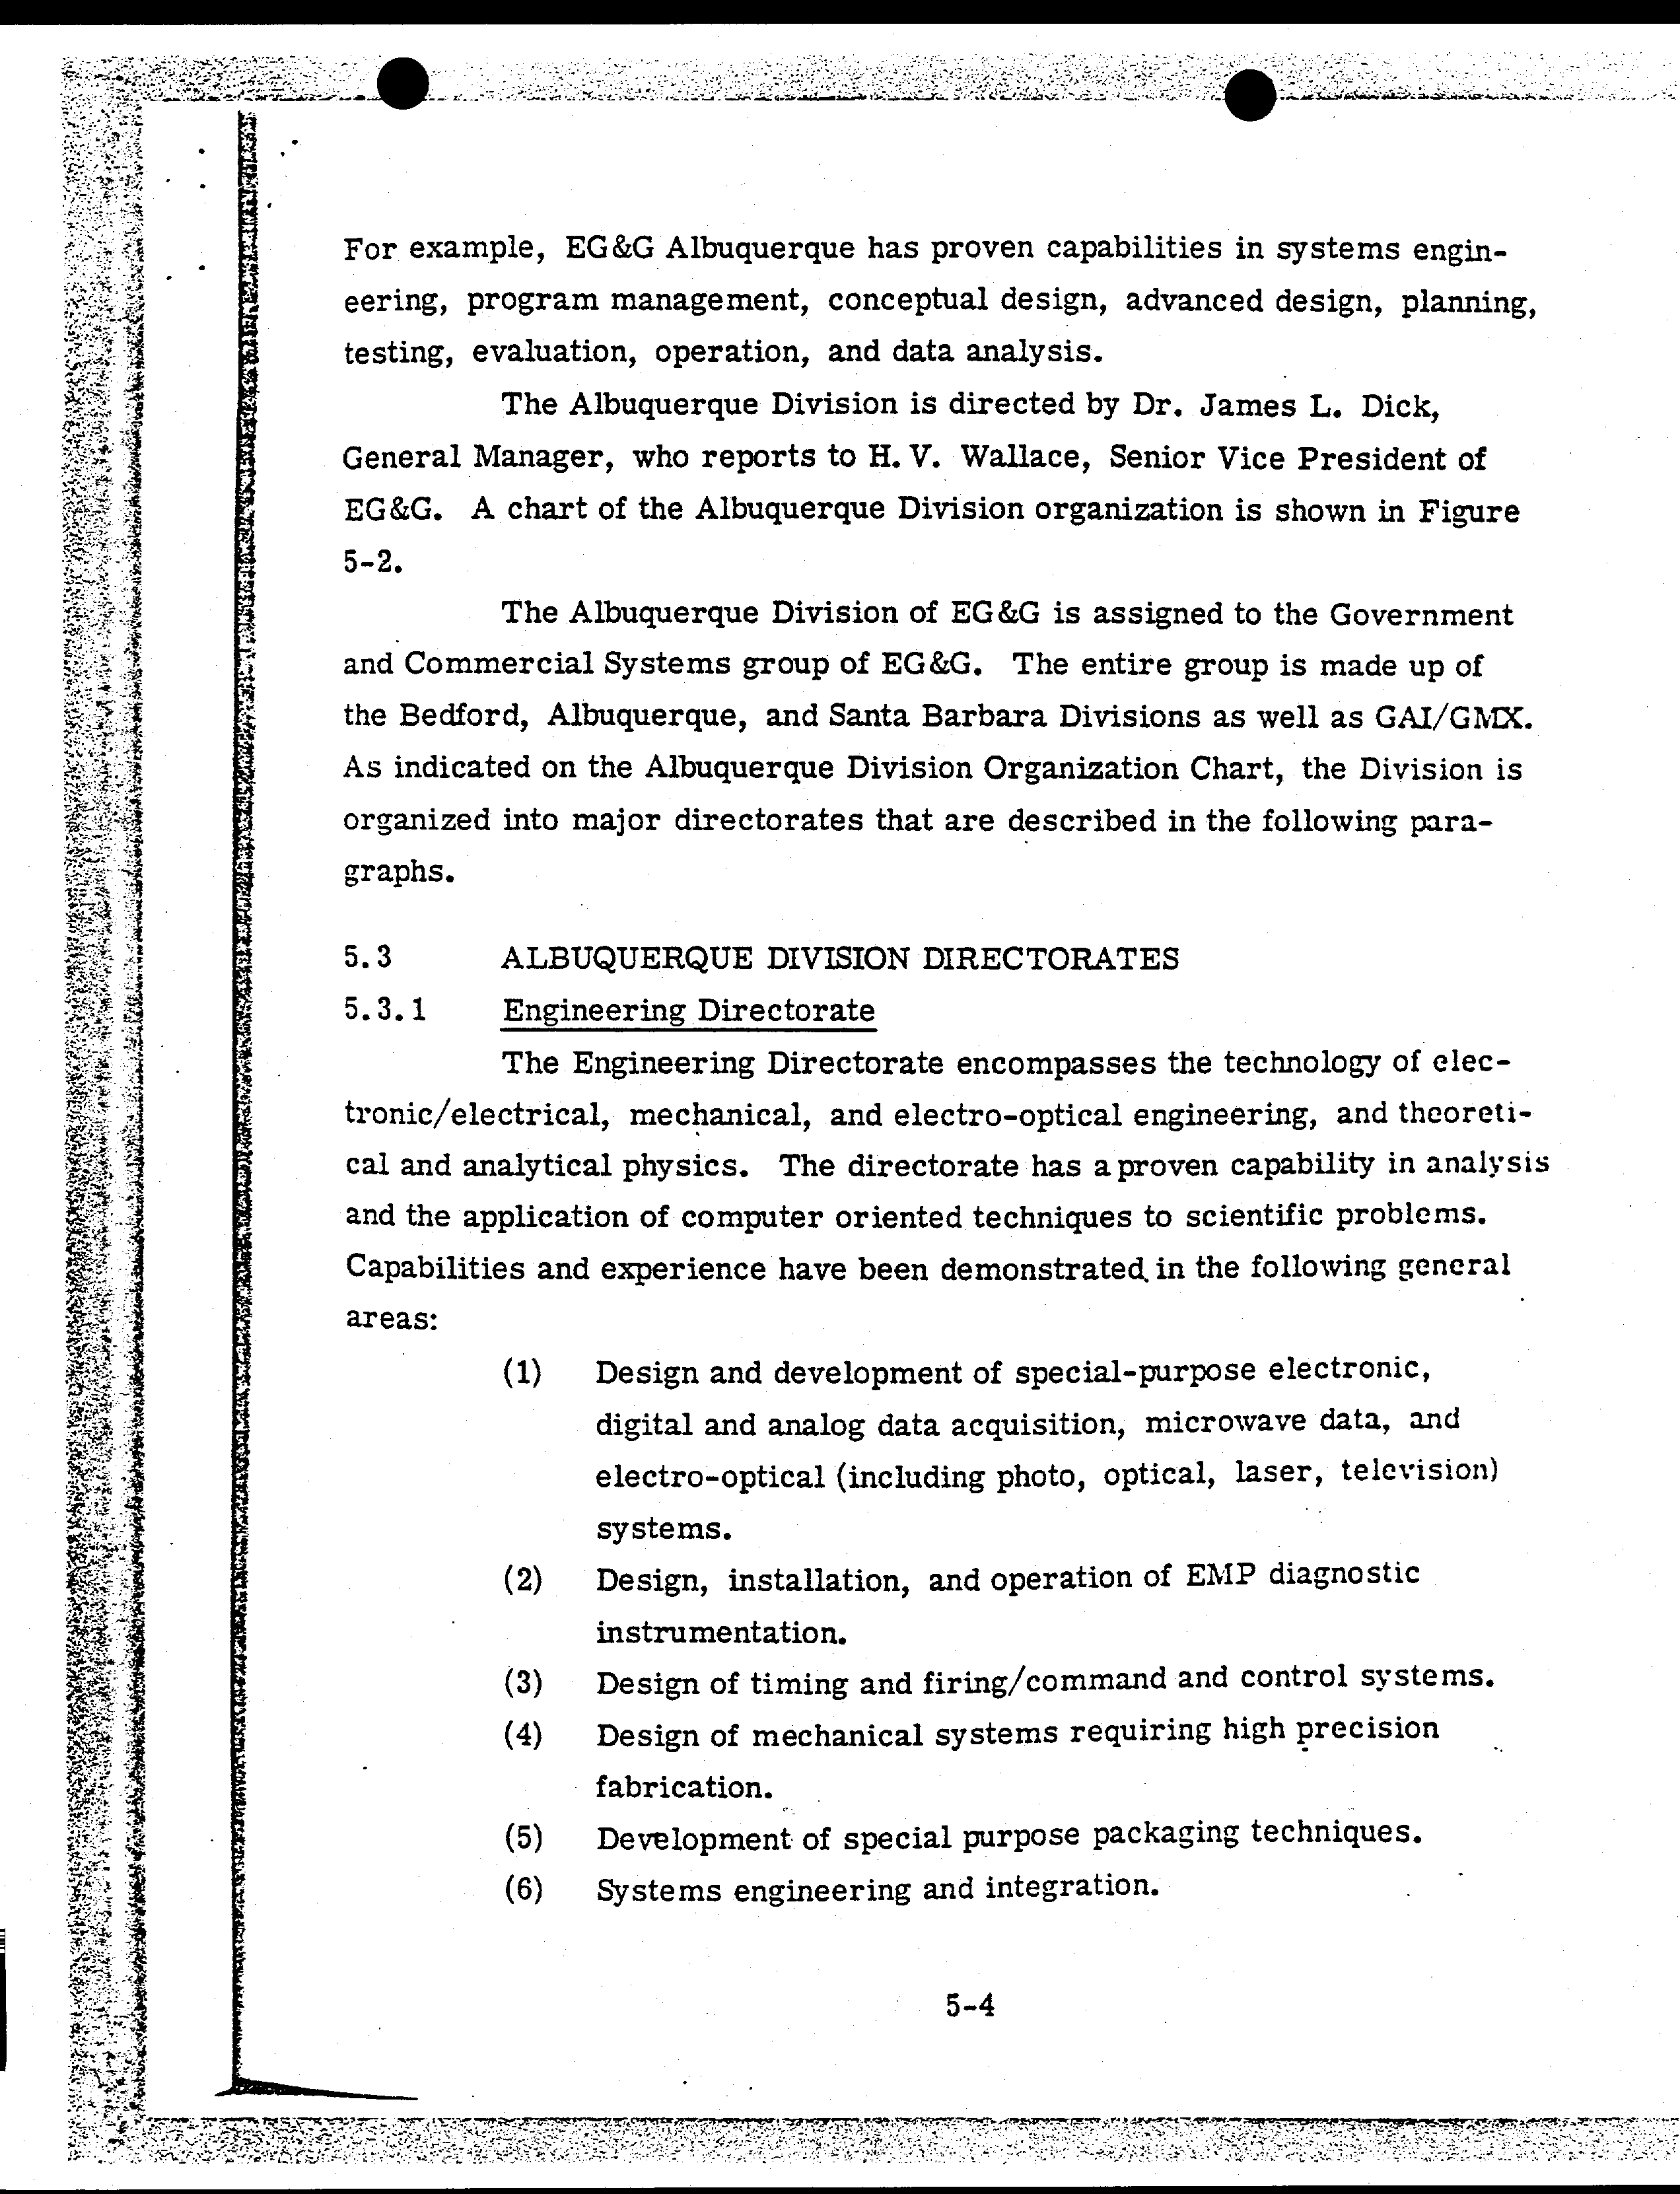 For example, EG&G Albuquerque has proven capabilities in systems engin-
eering, program management, conceptual design, advanced design, planning,
testing, evaluation, operation, and data analysis.
The Albuquerque Division is directed by Dr. James L. Dick,
General Manager, who reports to H. V. Wallace, Senior Vice President of
EG&G. A chart of the Albuquerque Division organization is shown in Figure
5-2.
The Albuquerque Division of EG&G is assigned to the Government
and Commercial Systems group of EG&G. The entire group is made up of
the Bedford, Albuquerque, and Santa Barbara Divisions as well as GAI/GMX.
As indicated on the Albuquerque Division Organization Chart, the Division is
organized into major directorates that are described in the following para-
graphs.
5.3 ALBUQUERQUE DIVISION DIRECTORATES
5.3.1 Engineering Directorate
The Engineering Directorate encompasses the technology of elec-
tronic/electrical, mechanical, and electro-optical engineering, and theoreti-
cal and analytical physics. The directorate has a proven capability in analysis
and the application of computer oriented techniques to scientific problems.
Capabilities and experience have been demonstrated in the following general
areas:
(1) Design and development of special-purpose electronic,
digital and analog data acquisition, microwave data, and
electro-optical (including photo, optical, laser, television)
systems.
(2) Design, installation, and operation of EMP diagnostic
instrumentation.
(3) Design of timing and firing/command and control systems.
(4) Design of mechanical systems requiring high precision
fabrication.
(5) Development of special purpose packaging techniques.
(6) Systems engineering and integration.
5-4